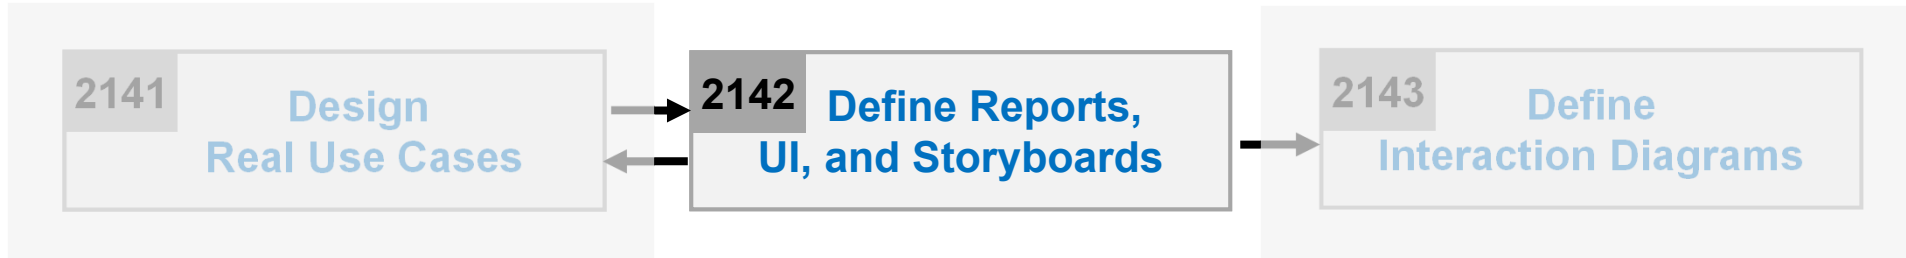 2141
Design
Real Use Cases
2142
Define Reports,
UI, and Storyboards
2143
Define
Interaction Diagrams